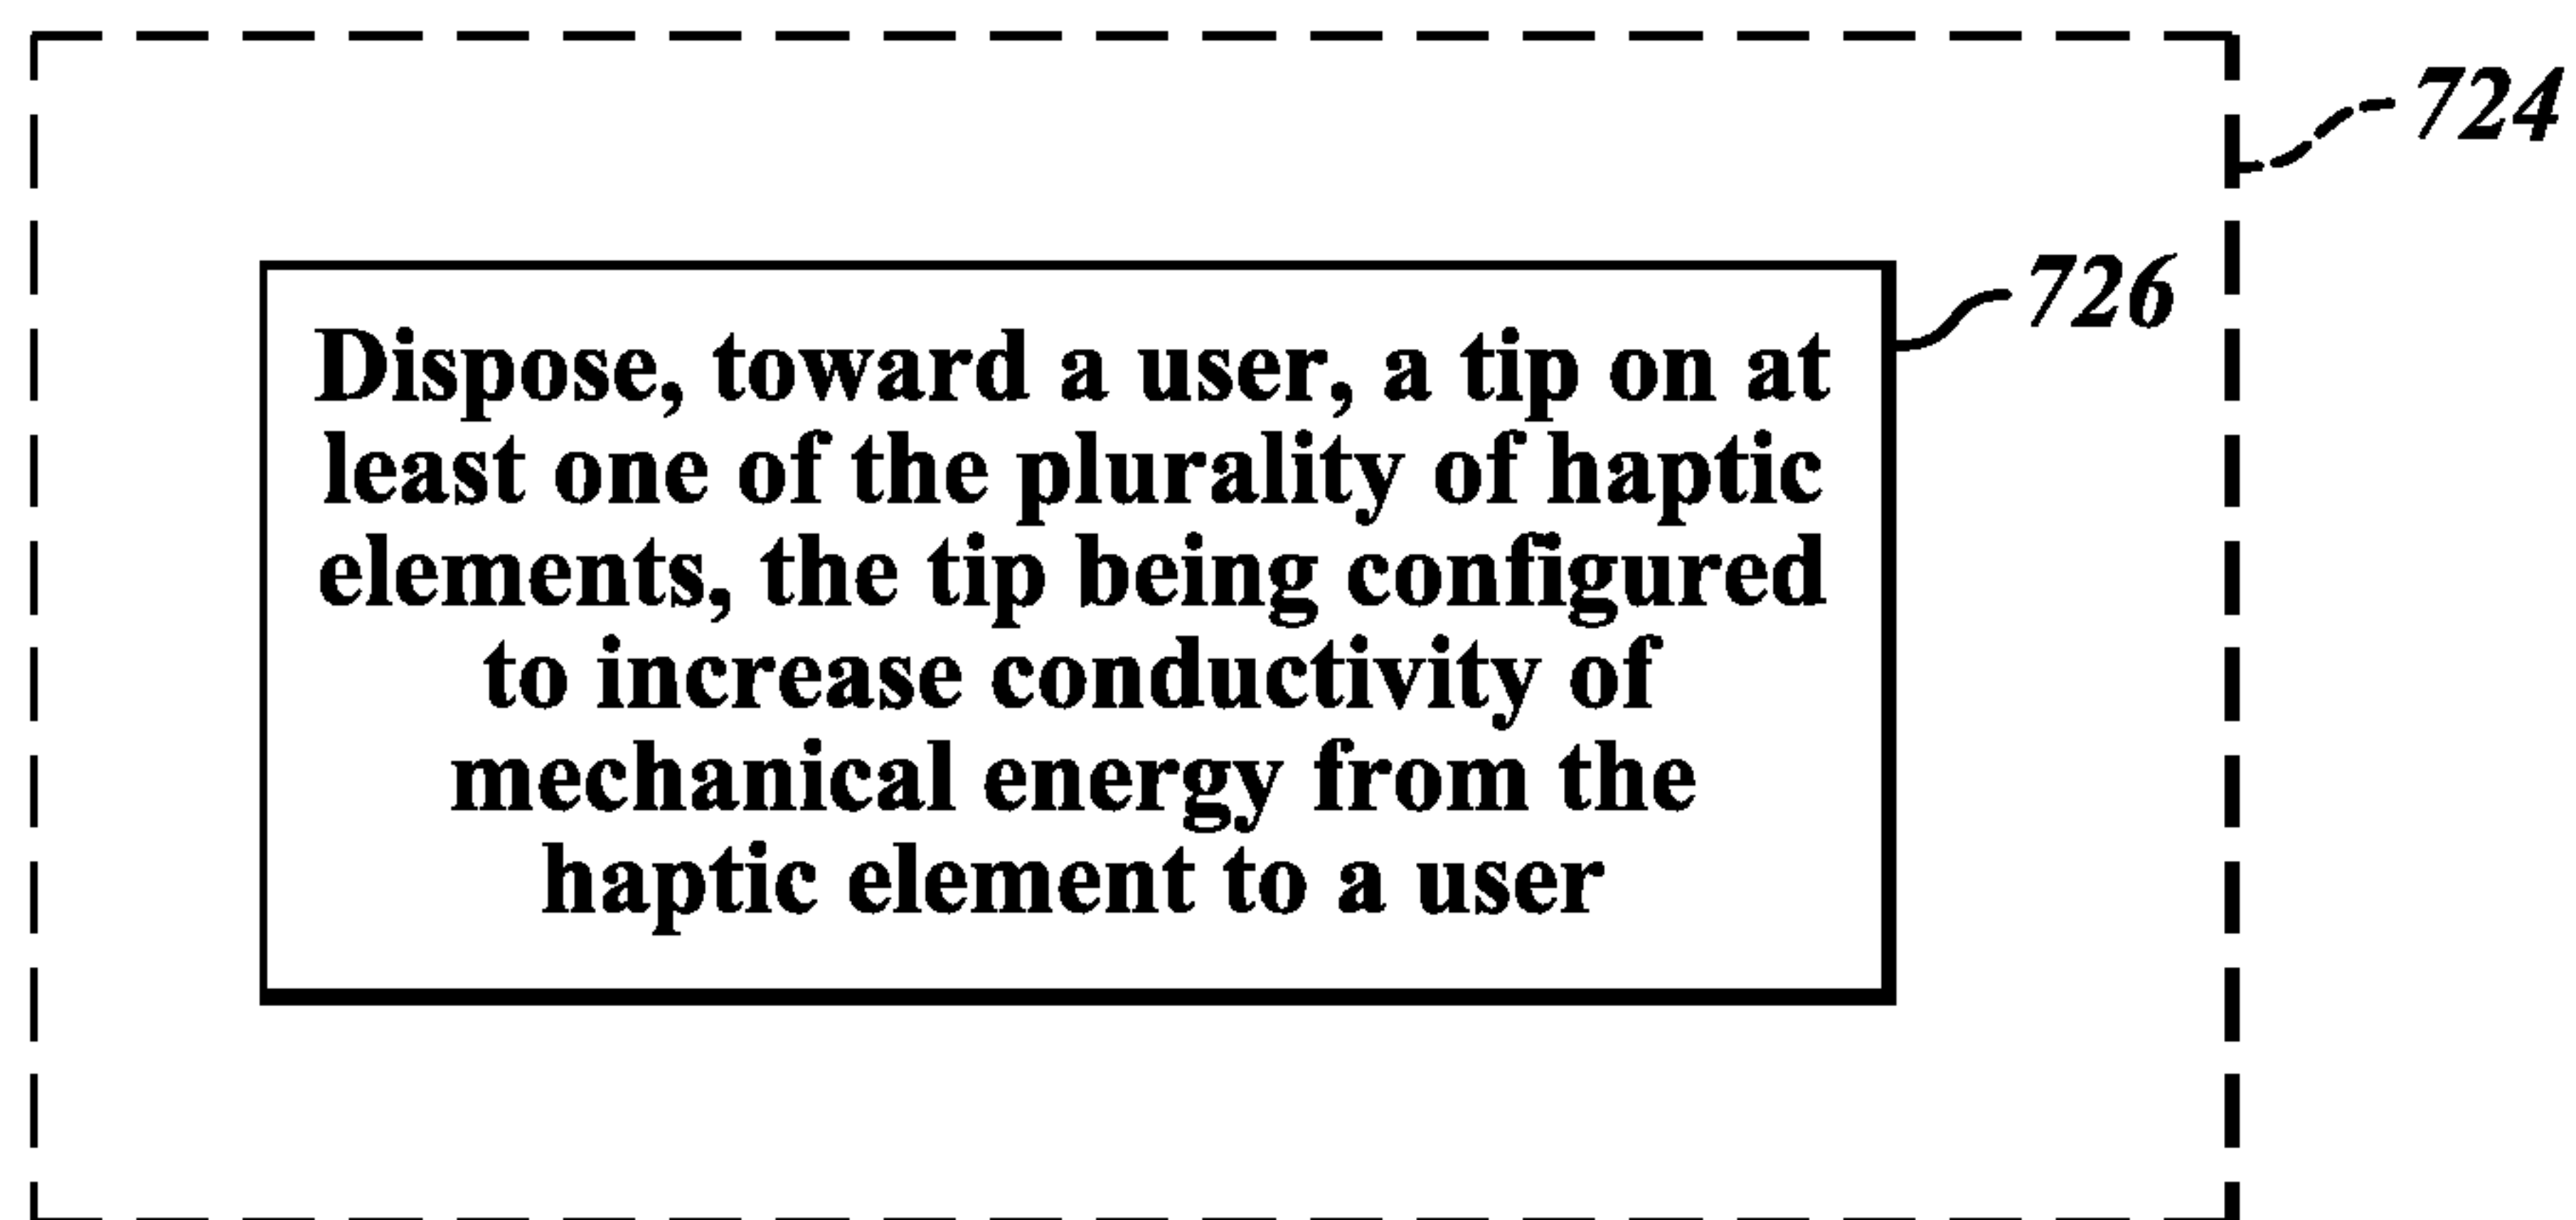 724
726
Dispose, toward a user, a tip on at
least one of the plurality of haptic
elements, the tip being configured
to increase conductivity of
mechanical energy from the
haptic element to a user